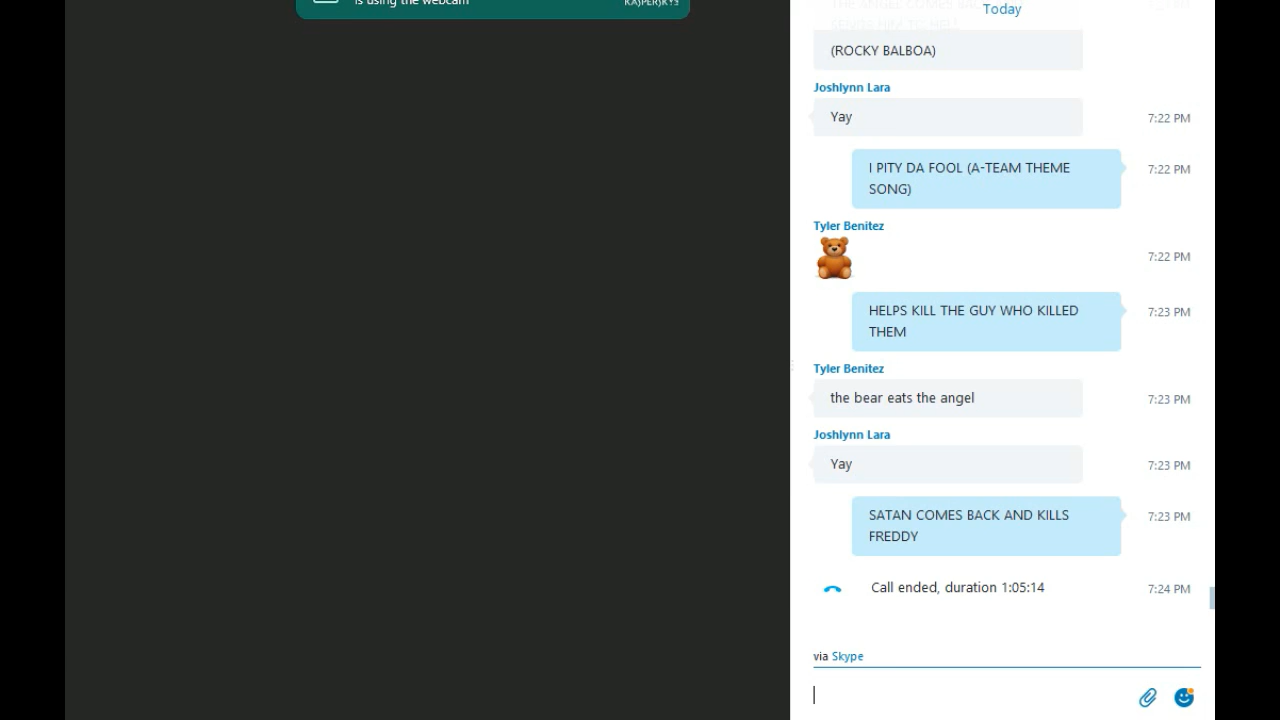 is using the webcam
KASPERSKY
Today
(ROCKY BALBOA)
Joshlynn Lara
Yay
7:22 PM
I PITY DA FOOL (A-TEAM THEME
SONG)
7:22 PM
Tyler Benitez
7:22 PM
HELPS KILL THE GUY WHO KILLED
THEM
7:23 PM
Tyler Benitez
the bear eats the angel
7:23 PM
Joshlynn Lara
Yay
7:23 PM
SATAN COMES BACK AND KILLS
FREDDY
7:23 PM
Call ended, duration 1:05:14
7:24 PM
via Skype